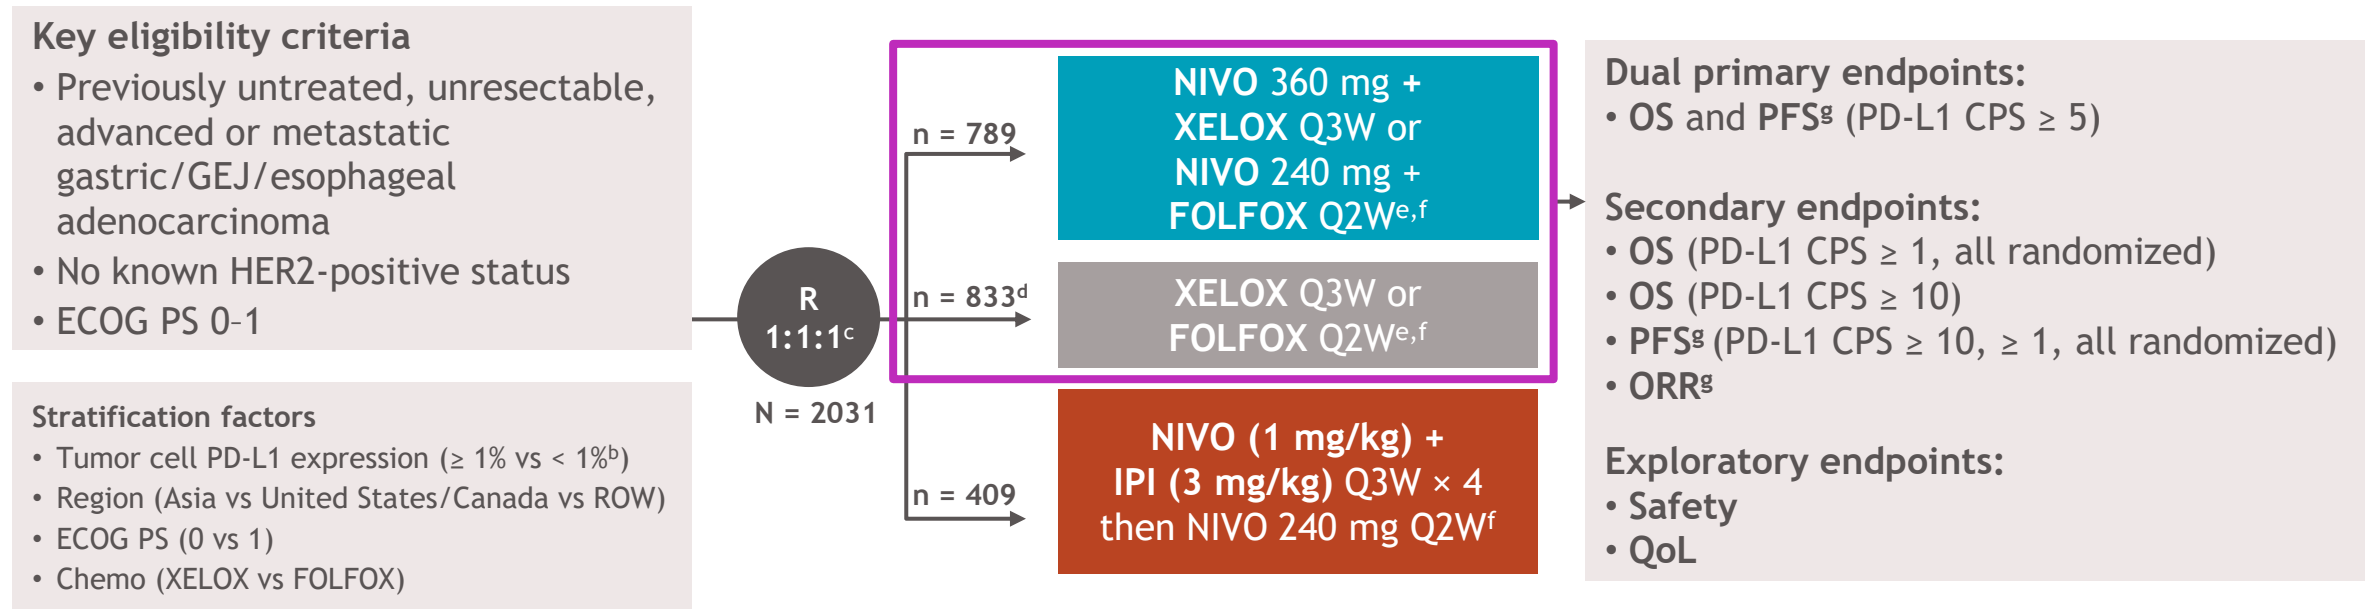 Key eligibility criteria
• Previously untreated, unresectable,
advanced or metastatic
gastric/GEJ/esophageal
adenocarcinoma
• No known HER2-positive status
• ECOG PS 0–1
Stratification factors
• Tumor cell PD-L1 expression (≥ 1% vs < 1%ᵇ)
• Region (Asia vs United States/Canada vs ROW)
• ECOG PS (0 vs 1)
• Chemo (XELOX vs FOLFOX)
R
1:1:1ᶜ
N = 2031
n = 789
NIVO 360 mg +
XELOX Q3W or
NIVO 240 mg +
FOLFOX Q2Wᵉ,ᶠ
n = 833ᵈ
XELOX Q3W or
FOLFOX Q2Wᵉ,ᶠ
n = 409
NIVO (1 mg/kg) +
IPI (3 mg/kg) Q3W × 4
then NIVO 240 mg Q2Wᶠ
Dual primary endpoints:
• OS and PFSᵍ (PD-L1 CPS ≥ 5)
Secondary endpoints:
• OS (PD-L1 CPS ≥ 1, all randomized)
• OS (PD-L1 CPS ≥ 10)
• PFSᵍ (PD-L1 CPS ≥ 10, ≥ 1, all randomized)
• ORRᵍ
Exploratory endpoints:
• Safety
• QoL